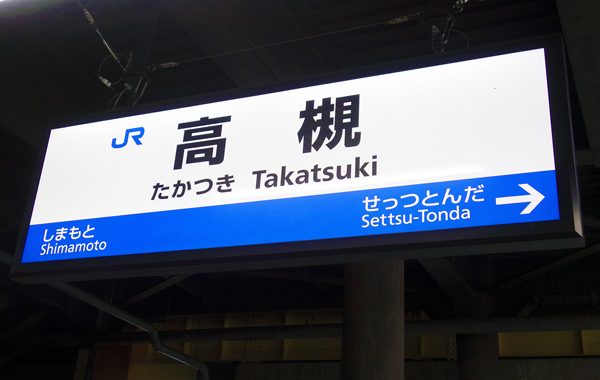 JR 高槻
たかつき Takatsuki
しまもと
Shimamoto
せっつとんだ
Settsu-Tonda